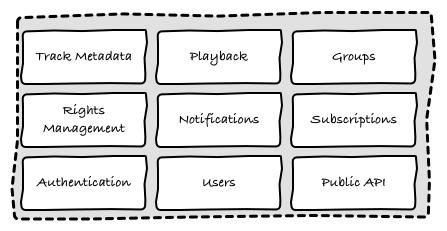 Track Metadata
Playback
Groups
Rights
Management
Notifications
Subscriptions
Authentication
Users
Public API